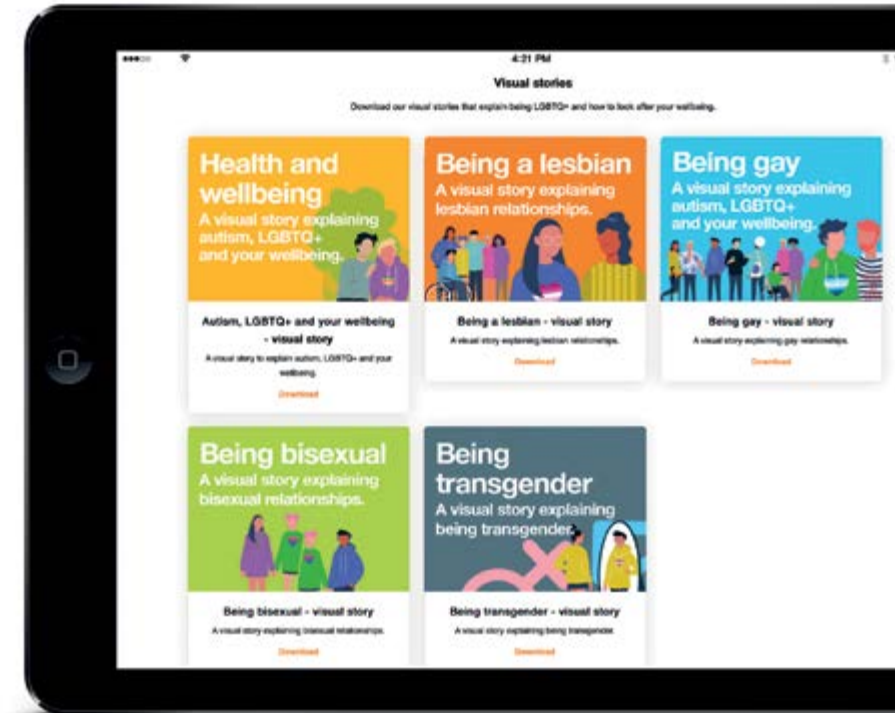 4:21 PM
Visual stories
Download our visual stories that explain being LGBTQ+ and how to look after your wellbeing.
Health and
wellbeing
A visual story explaining
autism, LGBTQ+
and your wellbeing.
Autism, LGBTQ+ and your wellbeing
- visual story
A visual story to explain autism, LGBTQ+ and your
wellbeing.
Download
Being a lesbian
A visual story explaining
lesbian relationships.
Being a lesbian - visual story
A visual story explaining lesbian relationships.
Download
Being gay
A visual story explaining
autism, LGBTQ+
and your wellbeing.
Being gay - visual story
A visual story explaining gay relationships.
Download
Being bisexual
A visual story explaining
bisexual relationships.
Being bisexual - visual story
A visual story explaining bisexual relationships.
Download
Being
transgender
A visual story explaining
being transgender.
Being transgender - visual story
A visual story explaining being transgender.
Download